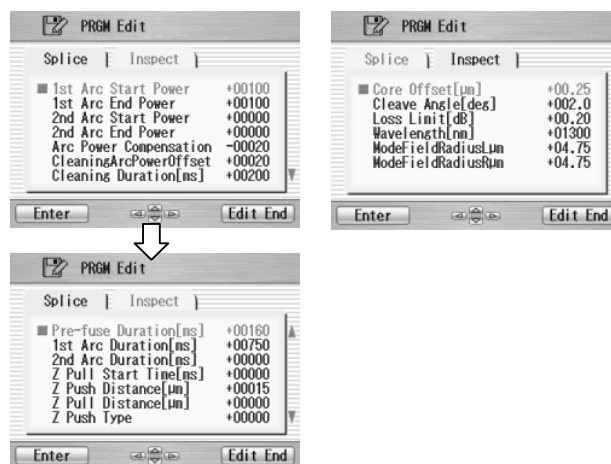 PRGM Edit
Splice Inspect
1st Arc Start Power +00100
1st Arc End Power +00100
2nd Arc Start Power +00000
2nd Arc End Power +00000
Arc Power Compensation -00020
CleaningArcPowerOffset +00020
Cleaning Duration[ms] +00200
Enter Edit End
PRGM Edit
Splice Inspect
Core Offset[μm] +00.25
Cleave Angle[deg] +002.0
Loss Limit[dB] +00.20
Wavelength[nm] +01300
ModeFieldRadiusLμm +04.75
ModeFieldRadiusRμm +04.75
Enter Edit End
PRGM Edit
Splice Inspect
Pre-fuse Duration[ms] +00160
1st Arc Duration[ms] +00750
2nd Arc Duration[ms] +00000
Z Pull Start Time[ms] +00000
Z Push Distance[μm] +00015
Z Pull Distance[μm] +00000
Z Push Type +00000
Enter Edit End